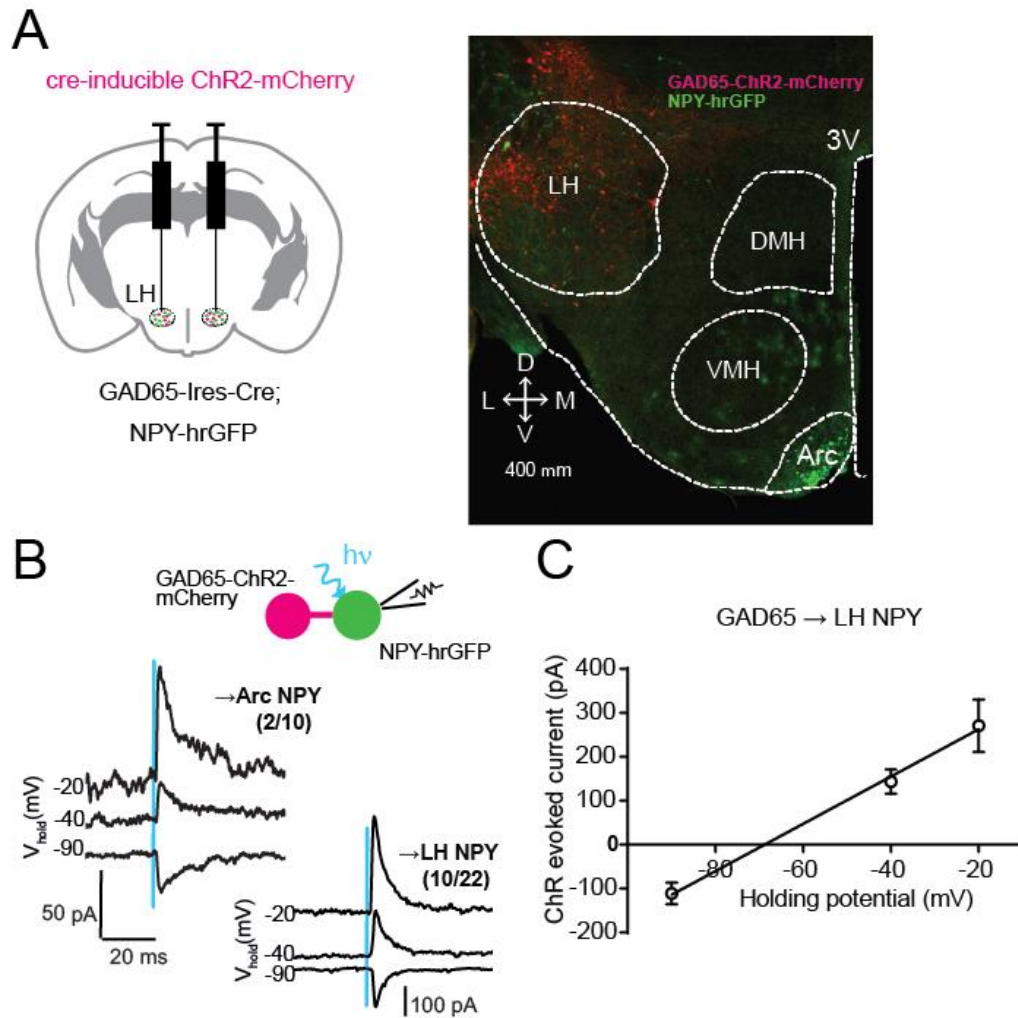 A
cre-inducible ChR2-mCherry
LH
GAD65-Ires-Cre;
NPY-hrGFP
GAD65-ChR2-mCherry
NPY-hrGFP
3V
LH
DMH
VMH
Arc
D
L M
V
400 mm
B
hν
GAD65-ChR2-
mCherry
NPY-hrGFP
→Arc NPY
(2/10)
-20
-40
-90
Vhold(mV)
50 pA
20 ms
→LH NPY
(10/22)
-20
-40
-90
Vhold(mV)
100 pA
C
GAD65 → LH NPY
ChR evoked current (pA)
400
300
200
100
0
-100
-200
-80 -60 -40 -20
Holding potential (mV)